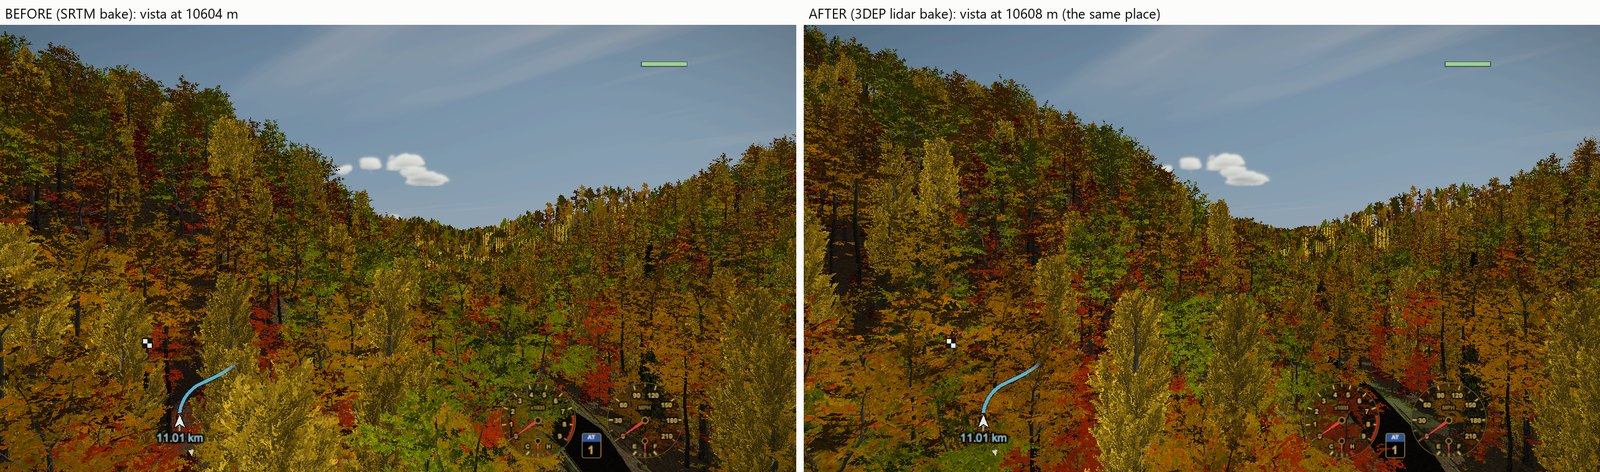 BEFORE (SRTM bake): vista at 10604 m
AFTER (3DEP lidar bake): vista at 10608 m (the same place)
11.01 km
AT
1
11.01 km
AT
1